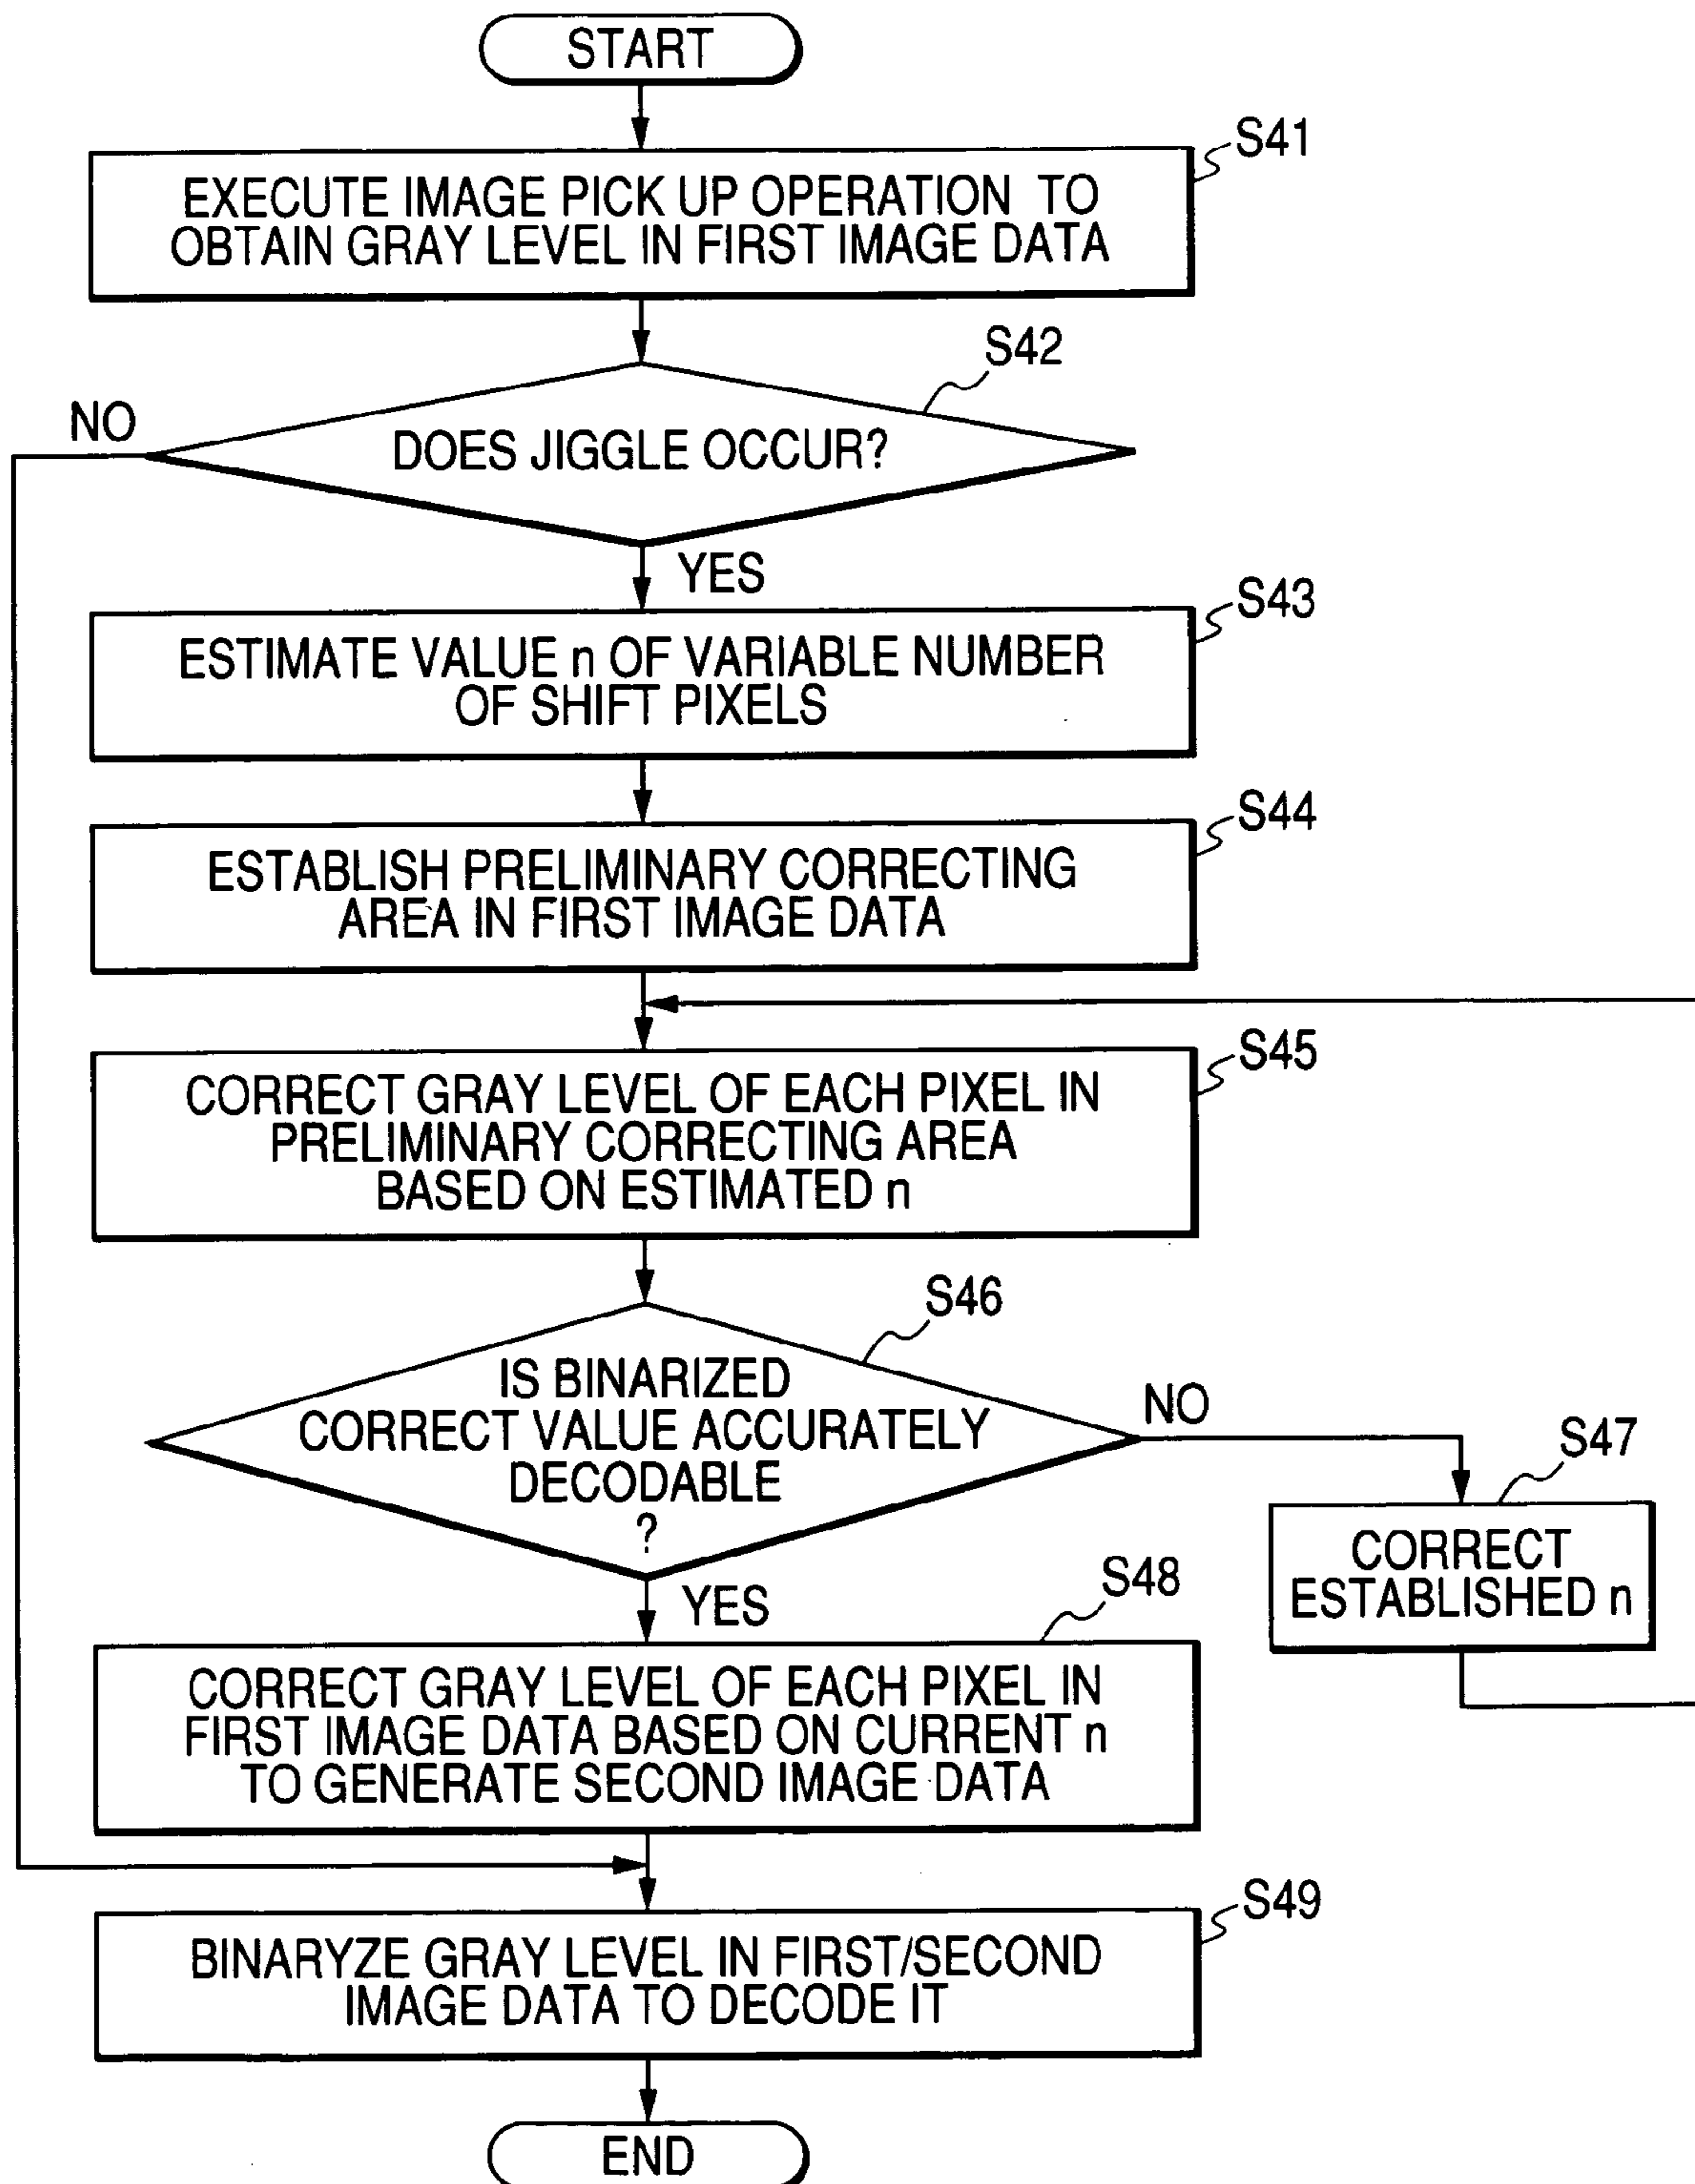 START
S41
EXECUTE IMAGE PICK UP OPERATION TO
OBTAIN GRAY LEVEL IN FIRST IMAGE DATA
S42
NO
DOES JIGGLE OCCUR?
YES
S43
ESTIMATE VALUE n OF VARIABLE NUMBER
OF SHIFT PIXELS
S44
ESTABLISH PRELIMINARY CORRECTING
AREA IN FIRST IMAGE DATA
S45
CORRECT GRAY LEVEL OF EACH PIXEL IN
PRELIMINARY CORRECTING AREA
BASED ON ESTIMATED n
S46
IS BINARIZED
CORRECT VALUE ACCURATELY
DECODABLE
?
NO
S47
CORRECT
ESTABLISHED n
YES
S48
CORRECT GRAY LEVEL OF EACH PIXEL IN
FIRST IMAGE DATA BASED ON CURRENT n
TO GENERATE SECOND IMAGE DATA
S49
BINARYZE GRAY LEVEL IN FIRST/SECOND
IMAGE DATA TO DECODE IT
END